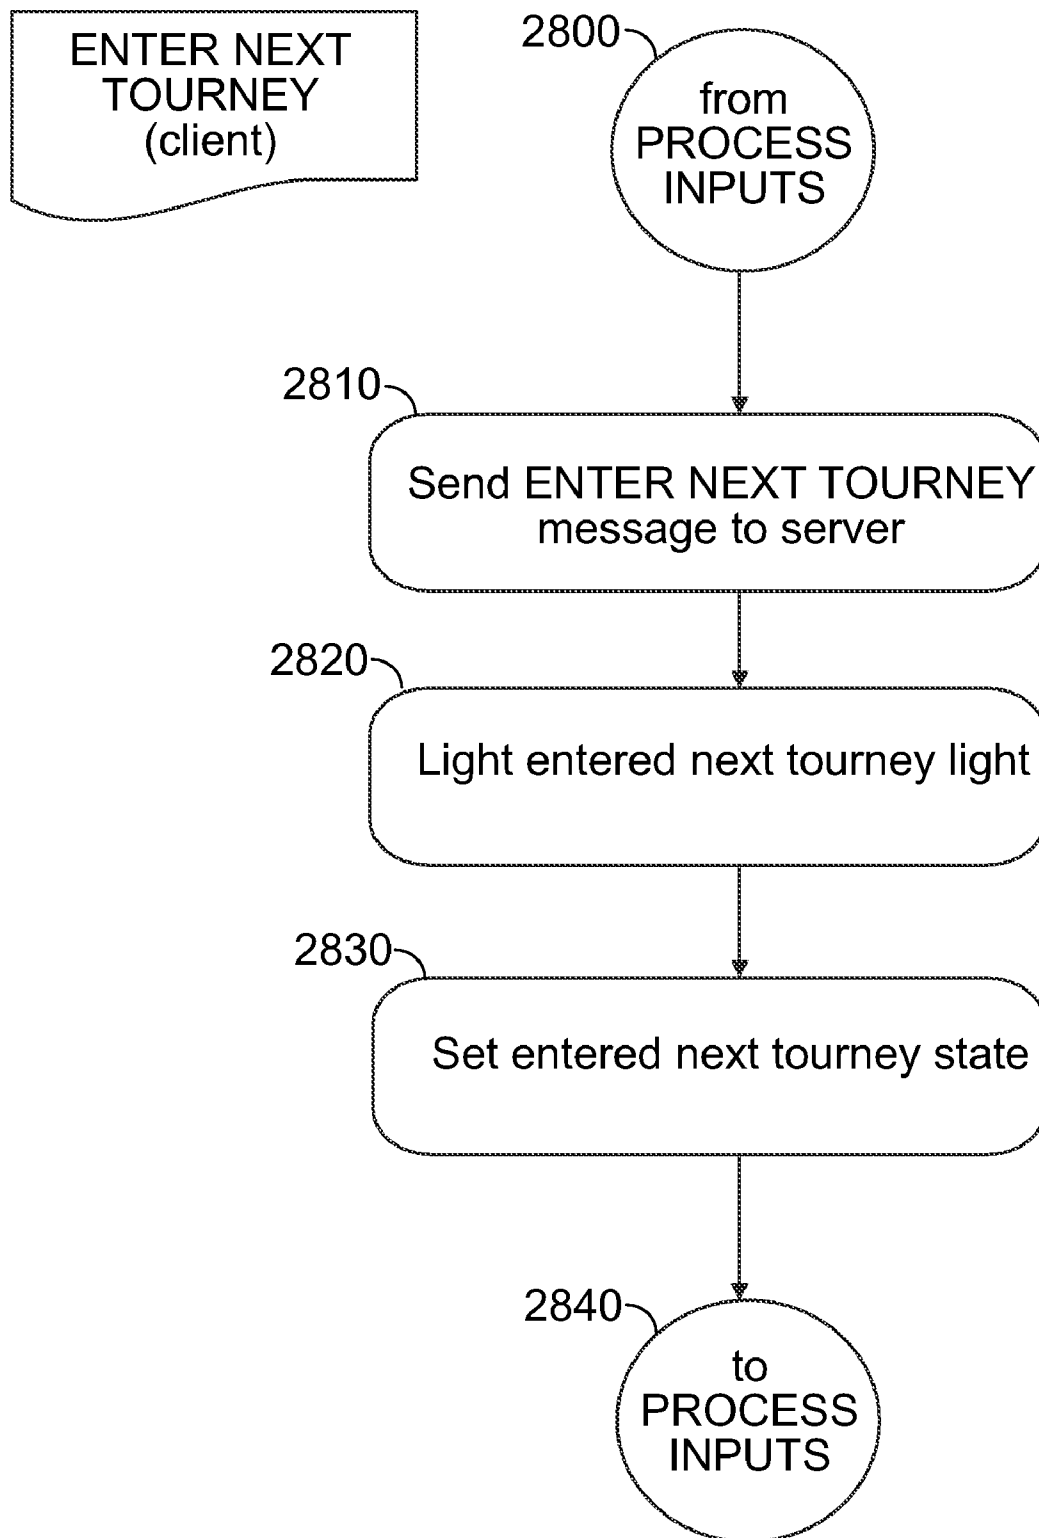 ENTER NEXT
TOURNEY
(client)
2800
from
PROCESS
INPUTS
2810
Send ENTER NEXT TOURNEY
message to server
2820
Light entered next tourney light
2830
Set entered next tourney state
2840
to
PROCESS
INPUTS